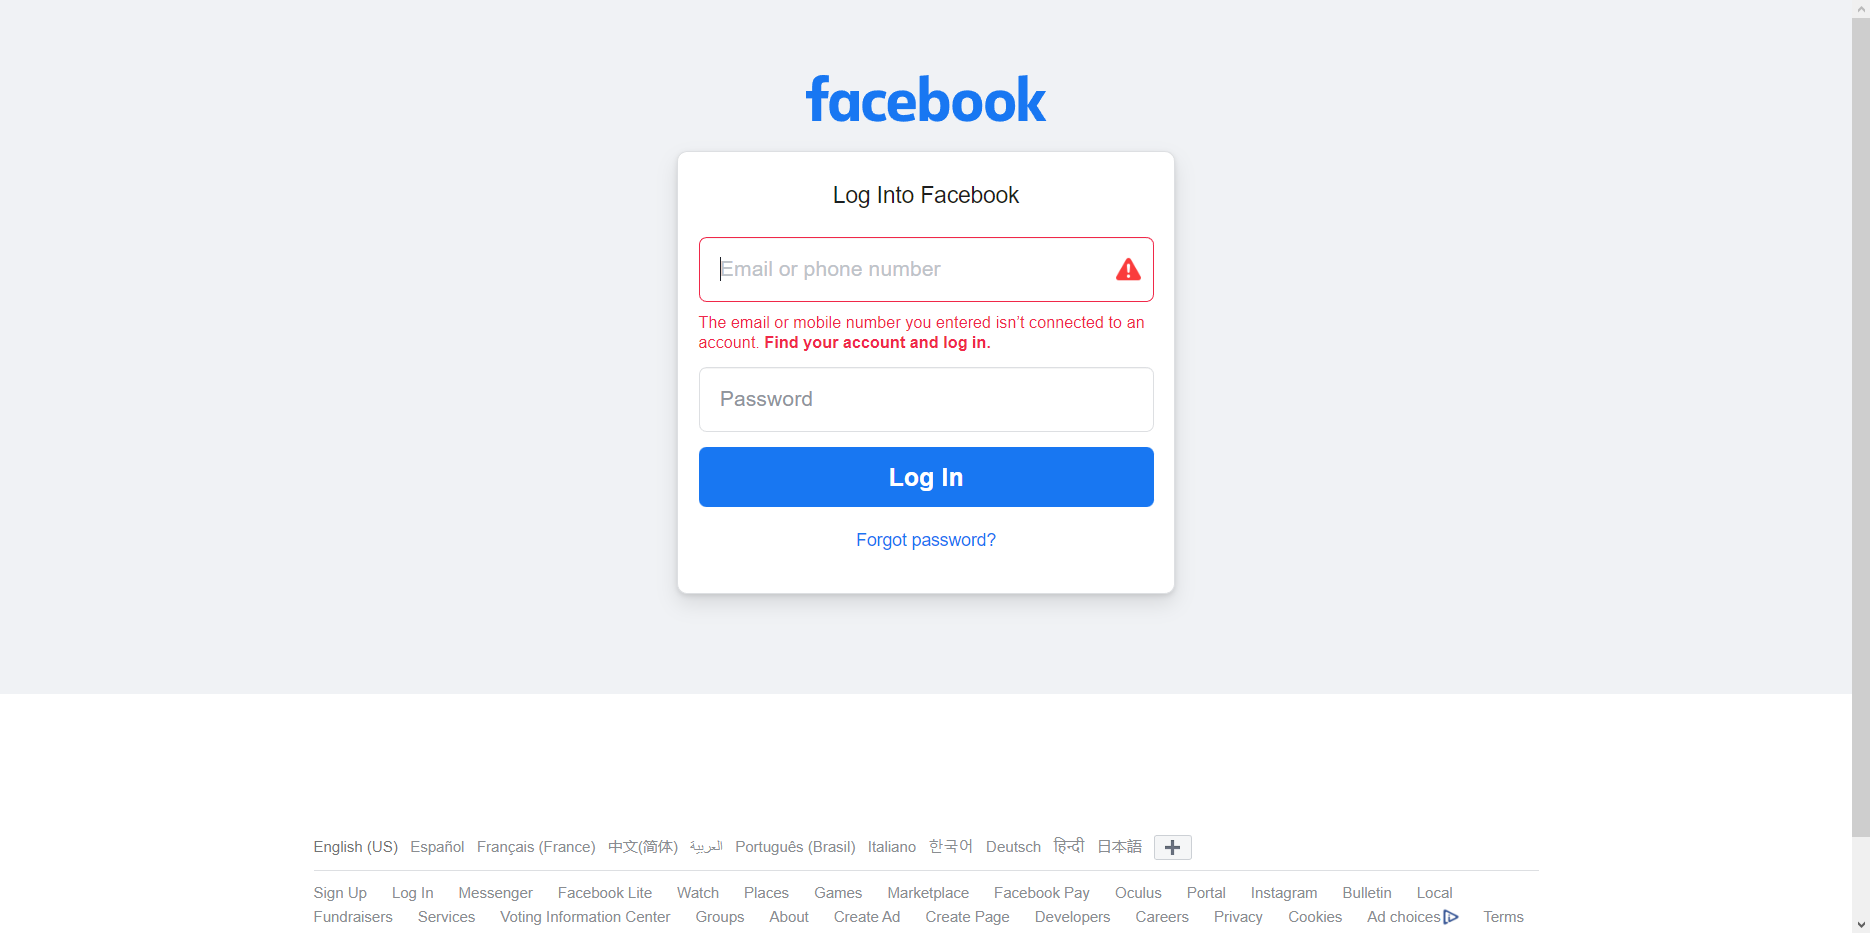 facebook
Log Into Facebook
Email or phone number
The email or mobile number you entered isn't connected to an
account. Find your account and log in.
Password
Log In
Forgot password?
English (US) Español Français (France) 中文(简体) العربية Português (Brasil) Italiano 한국어 Deutsch हिन्दी 日本語
Sign Up Log In Messenger Facebook Lite Watch Places Games Marketplace Facebook Pay Oculus Portal Instagram Bulletin Local
Fundraisers Services Voting Information Center Groups About Create Ad Create Page Developers Careers Privacy Cookies Ad choices Terms